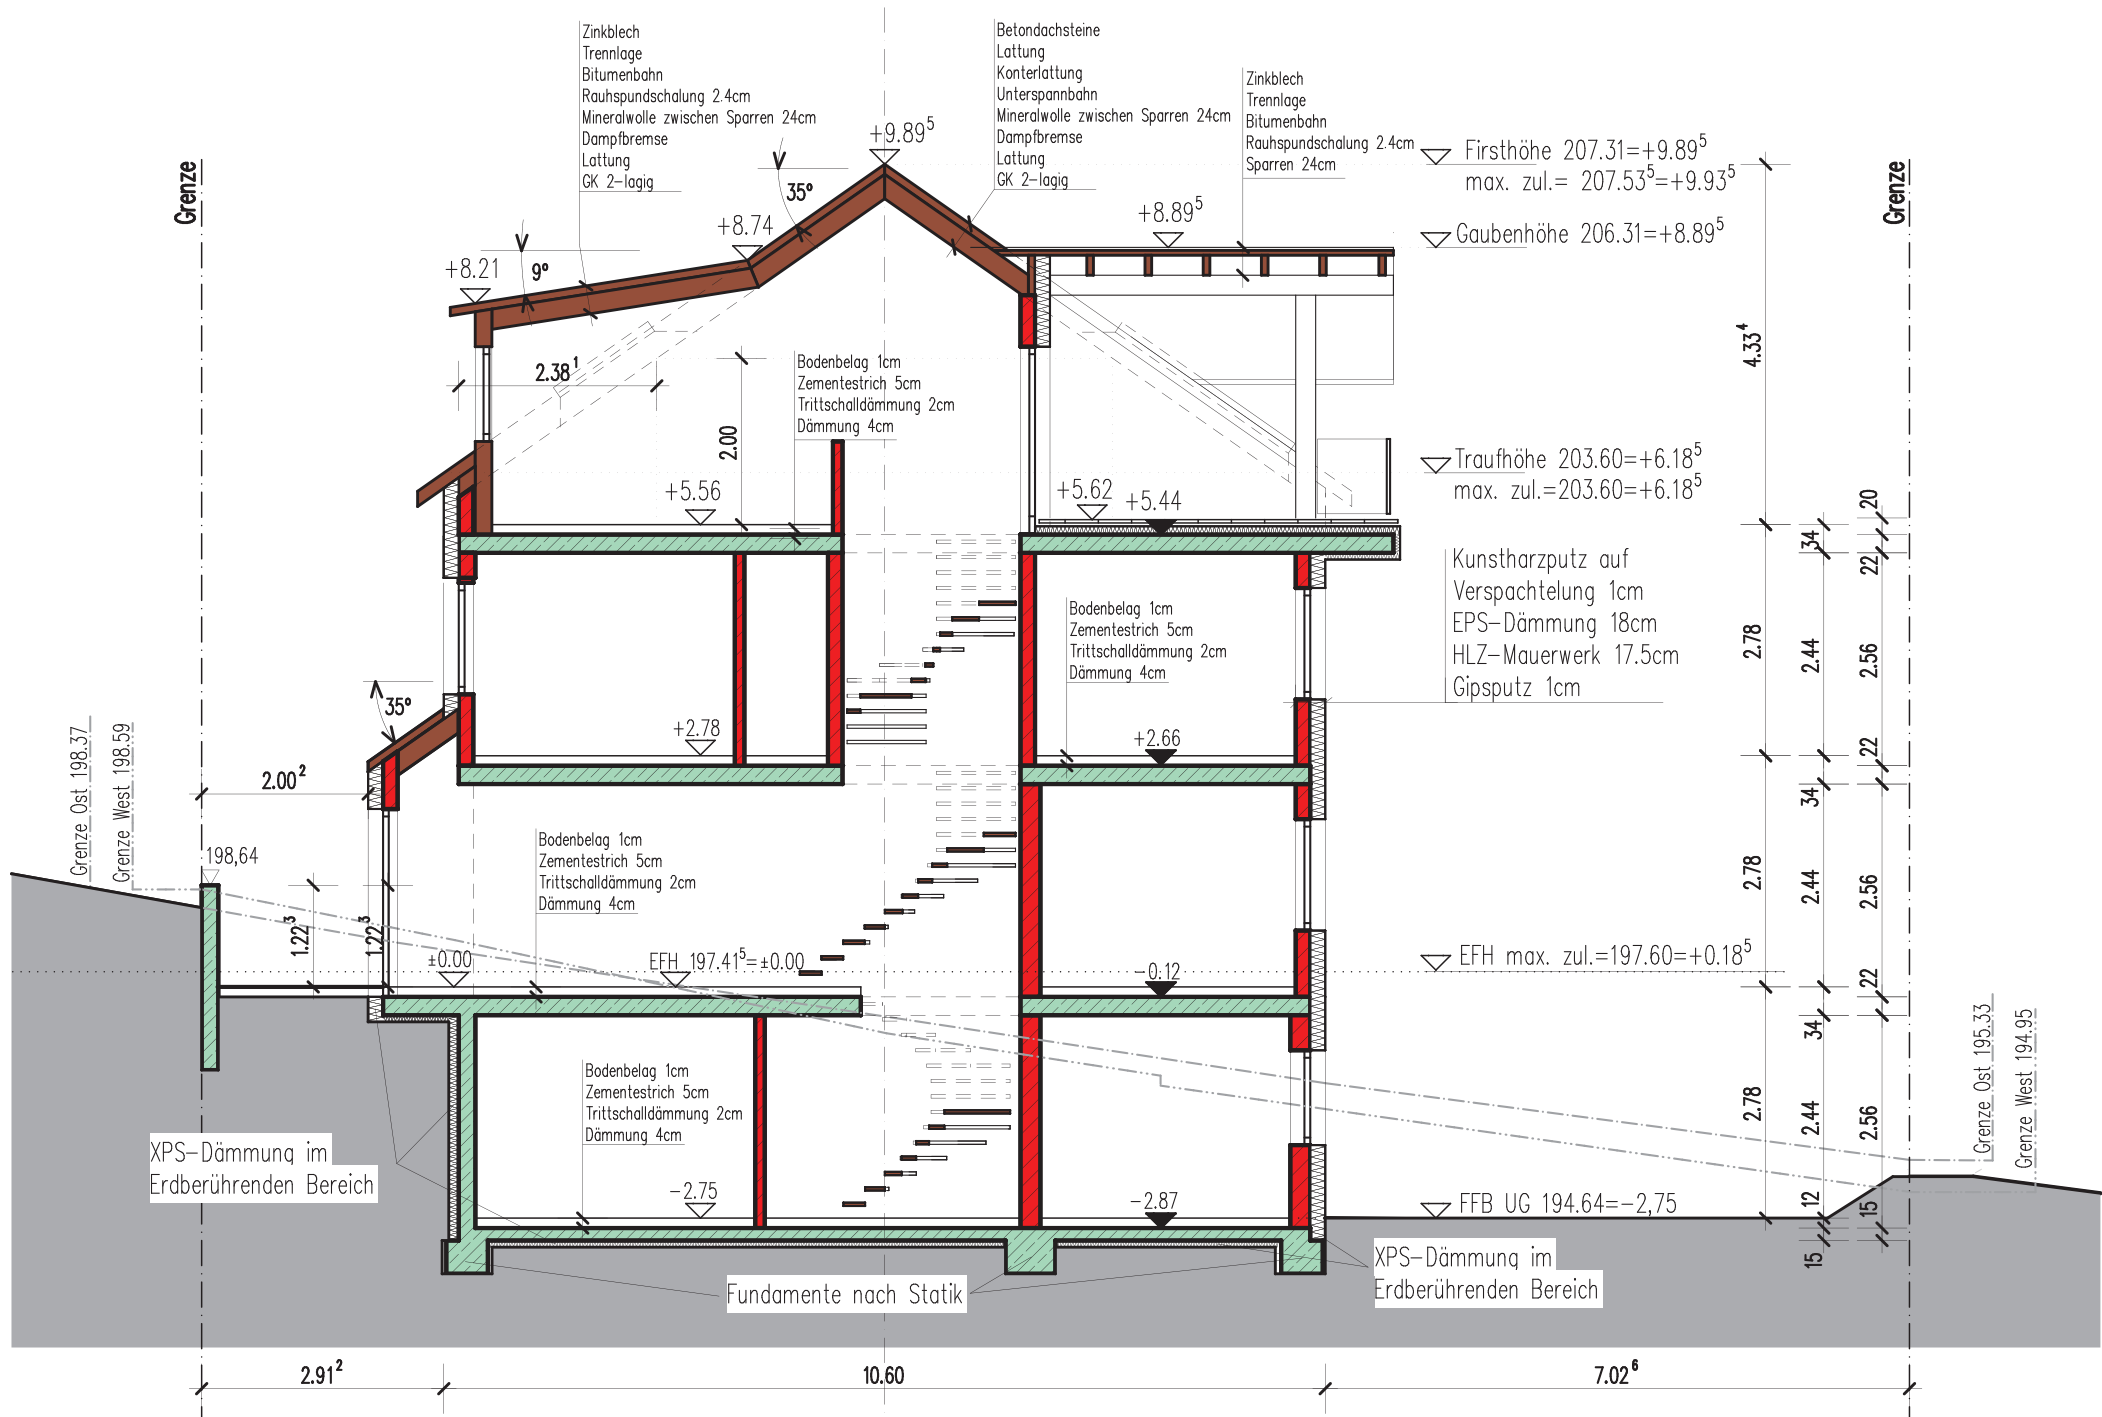 Zinkblech
Trennlage
Bitumenbahn
Rauhspundschalung 2.4cm
Mineralwolle zwischen Sparren 24cm
Dampfbremse
Lattung
GK 2-lagig
Betondachsteine
Lattung
Konterlattung
Unterspannbahn
Mineralwolle zwischen Sparren 24cm
Dampfbremse
Lattung
GK 2-lagig
Zinkblech
Trennlage
Bitumenbahn
Rauhspundschalung 2.4cm
Sparren 24cm
+9.89⁵
35°
+8.74
9°
+8.21
+8.89⁵
Grenze
Grenze
Firsthöhe 207.31=+9.89⁵
max. zul.= 207.53⁵=+9.93⁵
Gaubenhöhe 206.31=+8.89⁵
Traufhöhe 203.60=+6.18⁵
max. zul.=203.60=+6.18⁵
2.38¹
2.00
Bodenbelag 1cm
Zementestrich 5cm
Trittschalldämmung 2cm
Dämmung 4cm
+5.56
+5.62
+5.44
4.33⁴
20
34
22
Kunstharzputz auf
Verspachtelung 1cm
EPS-Dämmung 18cm
HLZ-Mauerwerk 17.5cm
Gipsputz 1cm
Bodenbelag 1cm
Zementestrich 5cm
Trittschalldämmung 2cm
Dämmung 4cm
2.78
2.44
2.56
35°
+2.78
+2.66
22
34
Grenze Ost 198.37
Grenze West 198.59
2.00²
198,64
1.22³
1.22³
Bodenbelag 1cm
Zementestrich 5cm
Trittschalldämmung 2cm
Dämmung 4cm
2.78
2.44
2.56
±0.00
EFH 197.41⁵=±0.00
-0.12
EFH max. zul.=197.60=+0.18⁵
22
34
Bodenbelag 1cm
Zementestrich 5cm
Trittschalldämmung 2cm
Dämmung 4cm
2.78
2.44
2.56
Grenze Ost 195.33
Grenze West 194.95
XPS-Dämmung im
Erdberührenden Bereich
-2.75
-2.87
FFB UG 194.64=-2,75
12
15
15
XPS-Dämmung im
Erdberührenden Bereich
Fundamente nach Statik
2.91²
10.60
7.02⁶